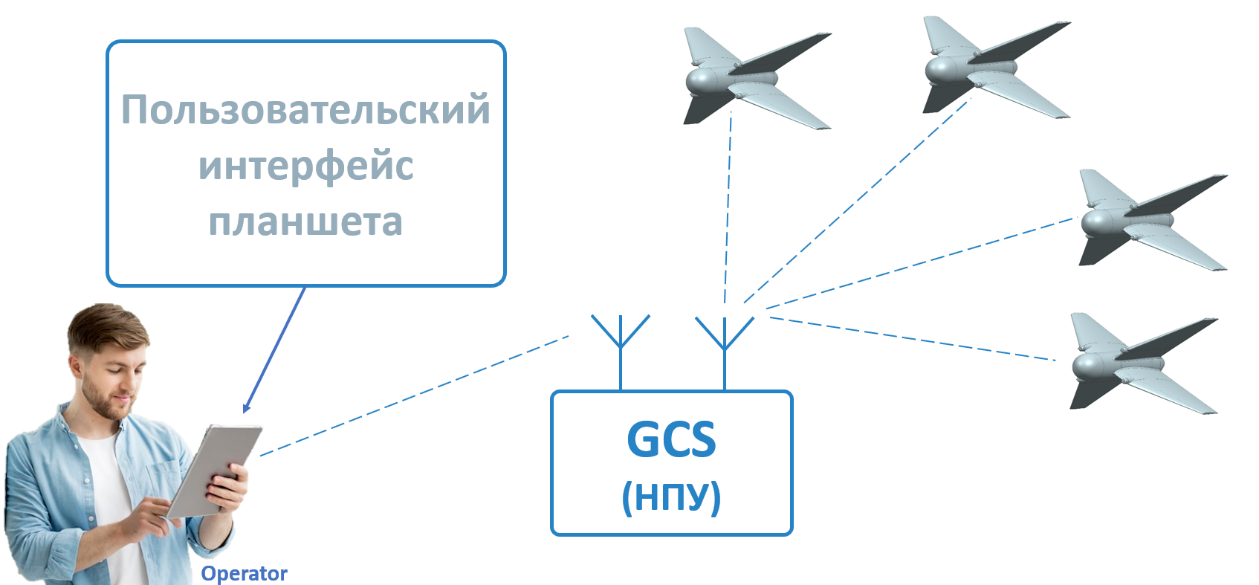 Пользовательский
интерфейс
планшета
GCS
(НПУ)
Operator